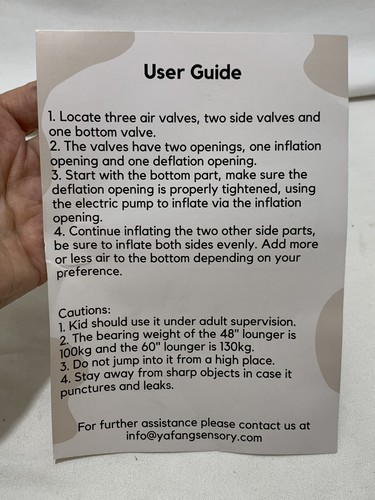 User Guide
1. Locate three air valves, two side valves and
one bottom valve.
2. The valves have two openings, one inflation
opening and one deflation opening.
3. Start with the bottom part, make sure the
deflation opening is properly tightened, using
the electric pump to inflate via the inflation
opening.
4. Continue inflating the two other side parts,
be sure to inflate both sides evenly. Add more
or less air to the bottom depending on your
preference.
Cautions:
1. Kid should use it under adult supervision.
2. The bearing weight of the 48" lounger is
100kg and the 60" lounger is 130kg.
3. Do not jump into it from a high place.
4. Stay away from sharp objects in case it
punctures and leaks.
For further assistance please contact us at
info@yafangsensory.com